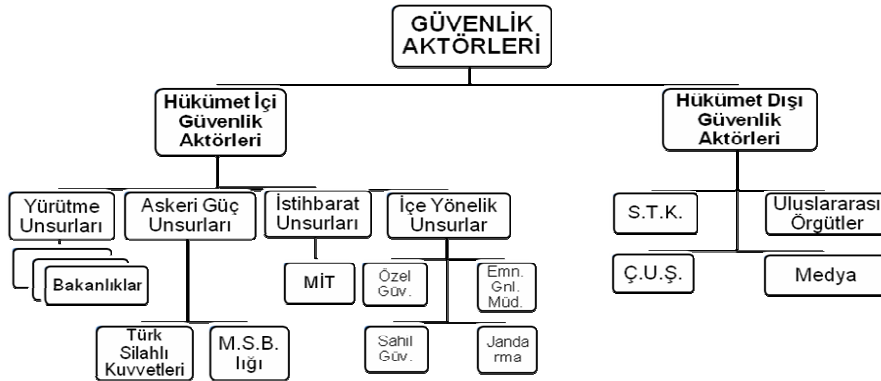 GÜVENLİK
AKTÖRLERİ
Hükümet İçi
Güvenlik
Aktörleri
Hükümet Dışı
Güvenlik
Aktörleri
Yürütme
Unsurları
Askeri Güç
Unsurları
İstihbarat
Unsurları
İçe Yönelik
Unsurlar
S.T.K.
Uluslararası
Örgütler
Bakanlıklar
MİT
Özel
Güv.
Emn.
Gnl.
Müd.
Ç.U.Ş.
Medya
Türk
Silahlı
Kuvvetleri
M.S.B.
lığı
Sahil
Güv.
Janda
rma